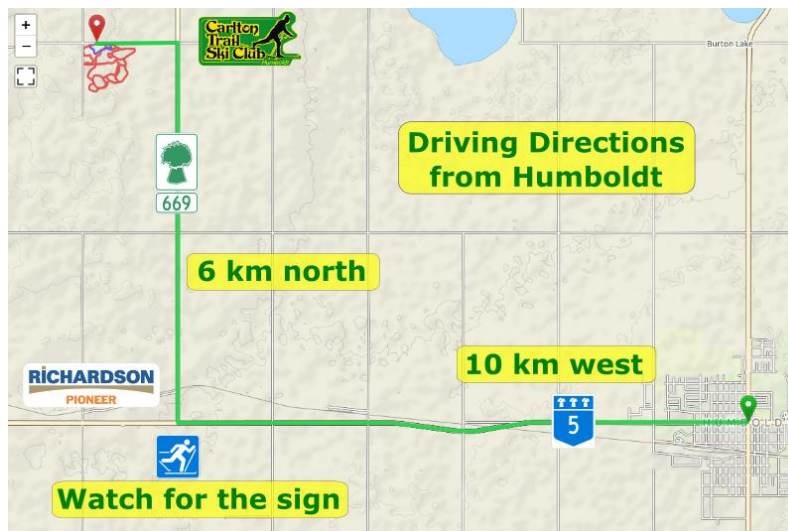 +
−
Carlton
Trail
Ski Club
Humboldt
Burton Lake
Driving Directions
from Humboldt
669
6 km north
RICHARDSON
PIONEER
10 km west
5
HUMBOLD
Watch for the sign